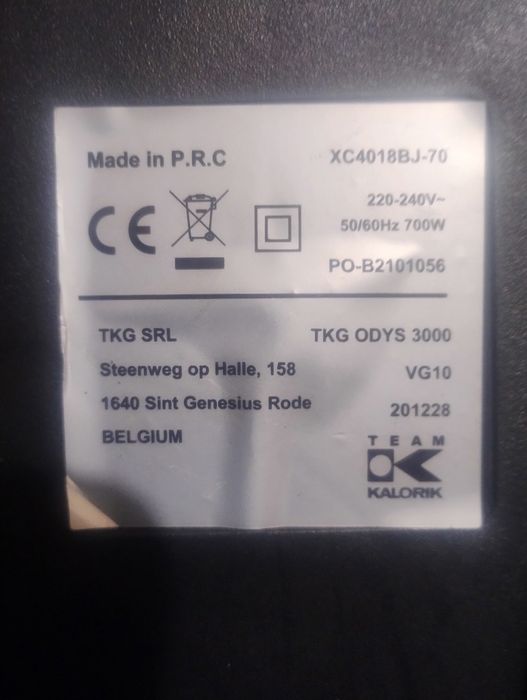 Made in P.R.C
XC4018BJ-70
220-240V~
50/60Hz 700W
PO-B2101056
CE
TKG SRL
Steenweg op Halle, 158
1640 Sint Genesius Rode
BELGIUM
TKG ODYS 3000
VG10
201228
TEAM
K
KALORIK